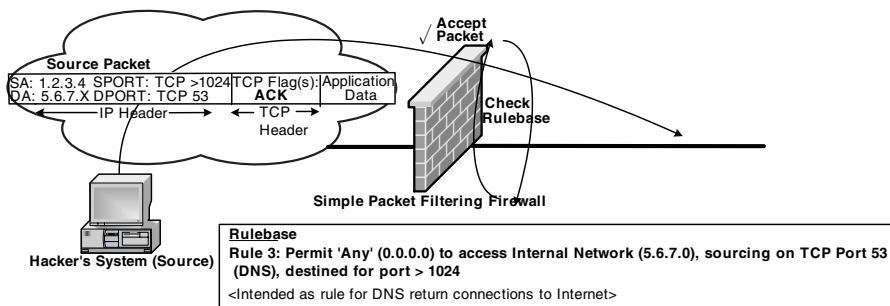 √ Accept
Packet
Source Packet
SA: 1.2.3.4 SPORT: TCP >1024 TCP Flag(s): Application
DA: 5.6.7.X DPORT: TCP 53 ACK Data
IP Header TCP
Header
Check
Rulebase
Simple Packet Filtering Firewall
Hacker's System (Source)
Rulebase
Rule 3: Permit 'Any' (0.0.0.0) to access Internal Network (5.6.7.0), sourcing on TCP Port 53
(DNS), destined for port > 1024
<Intended as rule for DNS return connections to Internet>